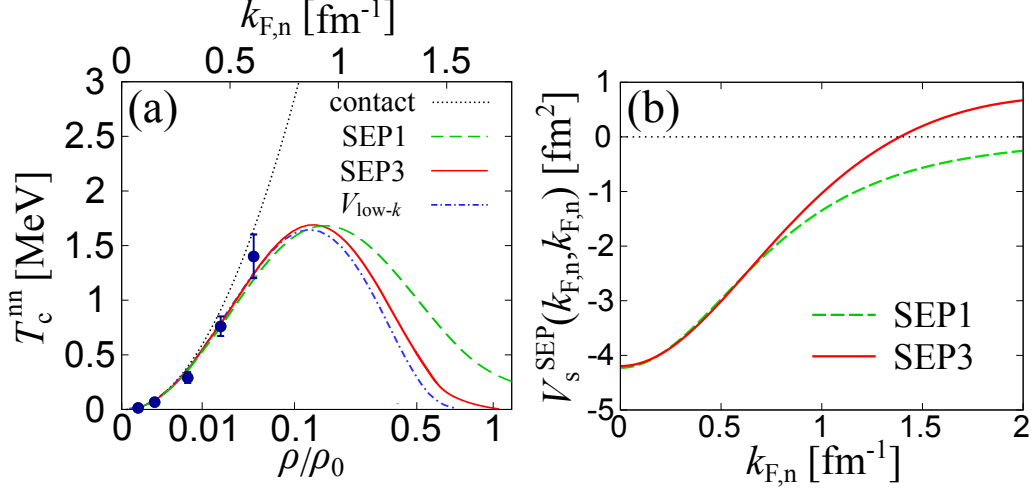 k_F,n [fm⁻¹]
0 0.5 1 1.5
(a)
contact
SEP1
SEP3
V_low-k
3
2.5
2
1.5
1
0.5
0
T_c^nn [MeV]
0 0.01 0.1 0.5 1
ρ/ρ₀
(b)
1
0
-1
-2
-3
-4
-5
V_s^SEP(k_F,n,k_F,n) [fm²]
SEP1
SEP3
0 0.5 1 1.5 2
k_F,n [fm⁻¹]